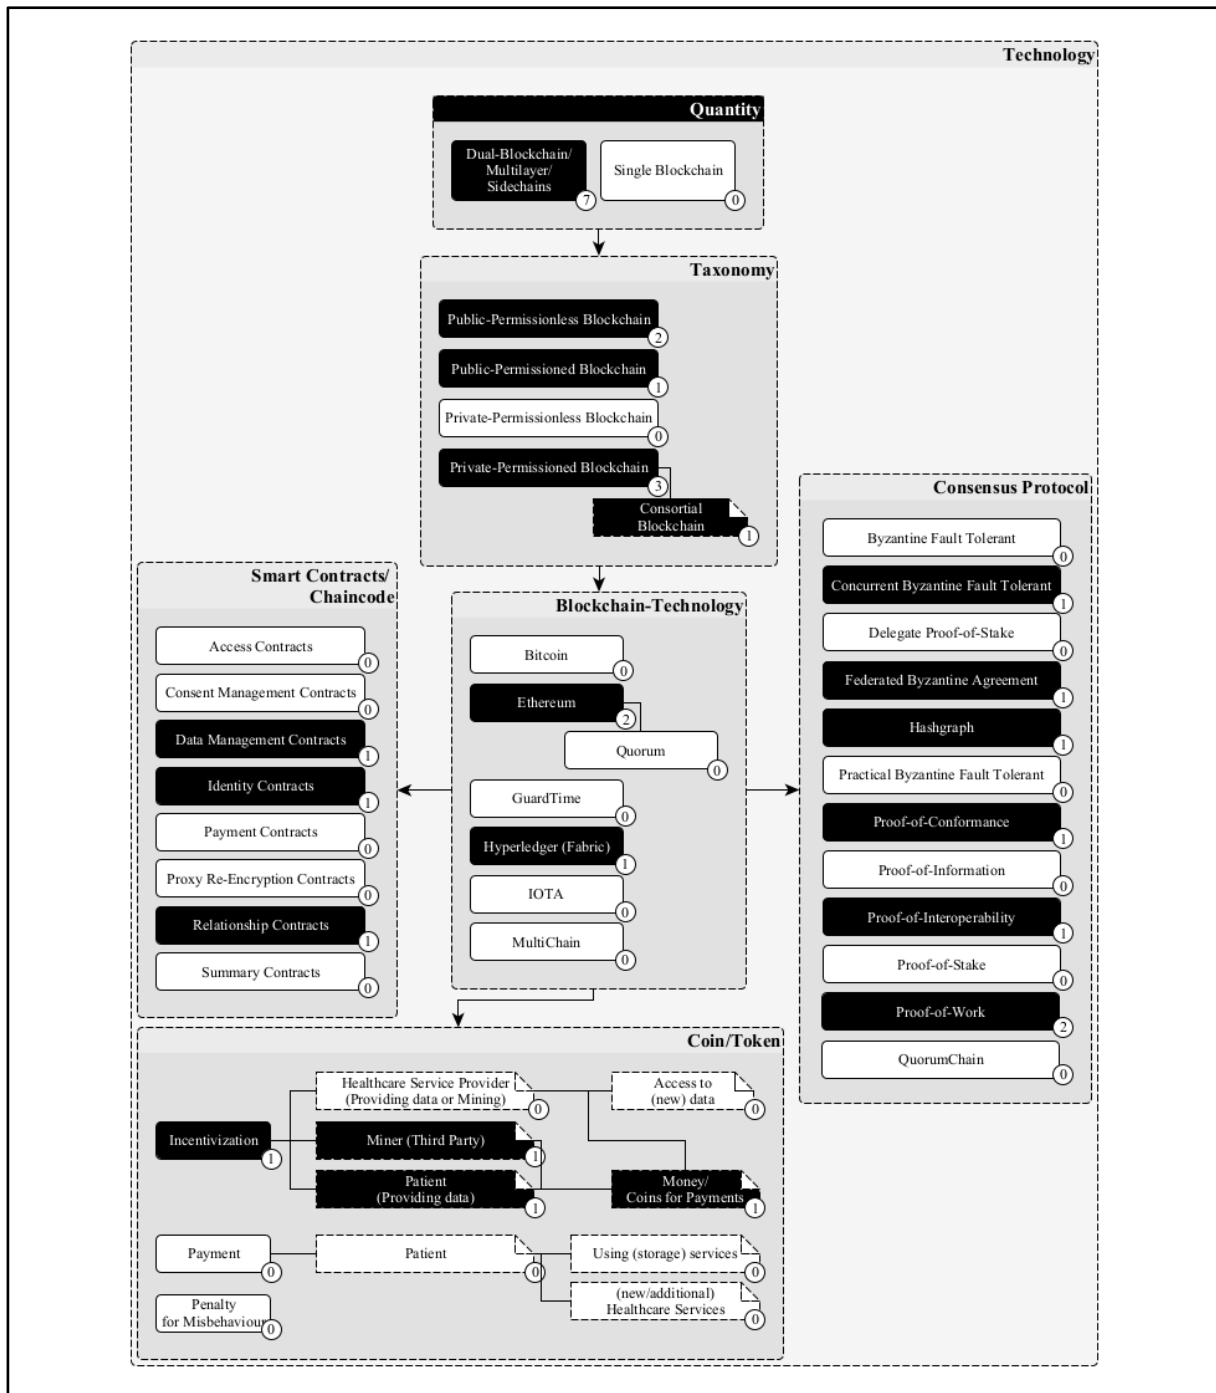 Technology
Quantity
Dual-Blockchain/
Multilayer/
Sidechains
7
Single Blockchain
0
Taxonomy
Public-Permissionless Blockchain
2
Public-Permissioned Blockchain
1
Private-Permissionless Blockchain
0
Private-Permissioned Blockchain
3
Consortial
Blockchain
1
Smart Contracts/
Chaincode
Access Contracts
0
Consent Management Contracts
0
Data Management Contracts
1
Identity Contracts
1
Payment Contracts
0
Proxy Re-Encryption Contracts
0
Relationship Contracts
1
Summary Contracts
0
Blockchain-Technology
Bitcoin
0
Ethereum
2
Quorum
0
GuardTime
0
Hyperledger (Fabric)
1
IOTA
0
MultiChain
0
Consensus Protocol
Byzantine Fault Tolerant
0
Concurrent Byzantine Fault Tolerant
1
Delegate Proof-of-Stake
0
Federated Byzantine Agreement
1
Hashgraph
1
Practical Byzantine Fault Tolerant
0
Proof-of-Conformance
1
Proof-of-Information
0
Proof-of-Interoperability
1
Proof-of-Stake
0
Proof-of-Work
2
QuorumChain
0
Coin/Token
Incentivization
1
Healthcare Service Provider
(Providing data or Mining)
0
Access to
(new) data
0
Miner (Third Party)
1
Patient
(Providing data)
1
Money/
Coins for Payments
1
Payment
0
Patient
0
Using (storage) services
0
(new/additional)
Healthcare Services
0
Penalty
for Misbehaviour
0